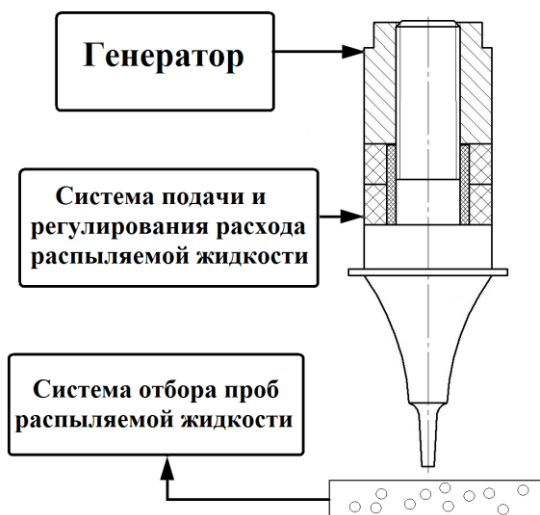 Генератор
Система подачи и
регулирования расхода
распыляемой жидкости
Система отбора проб
распыляемой жидкости